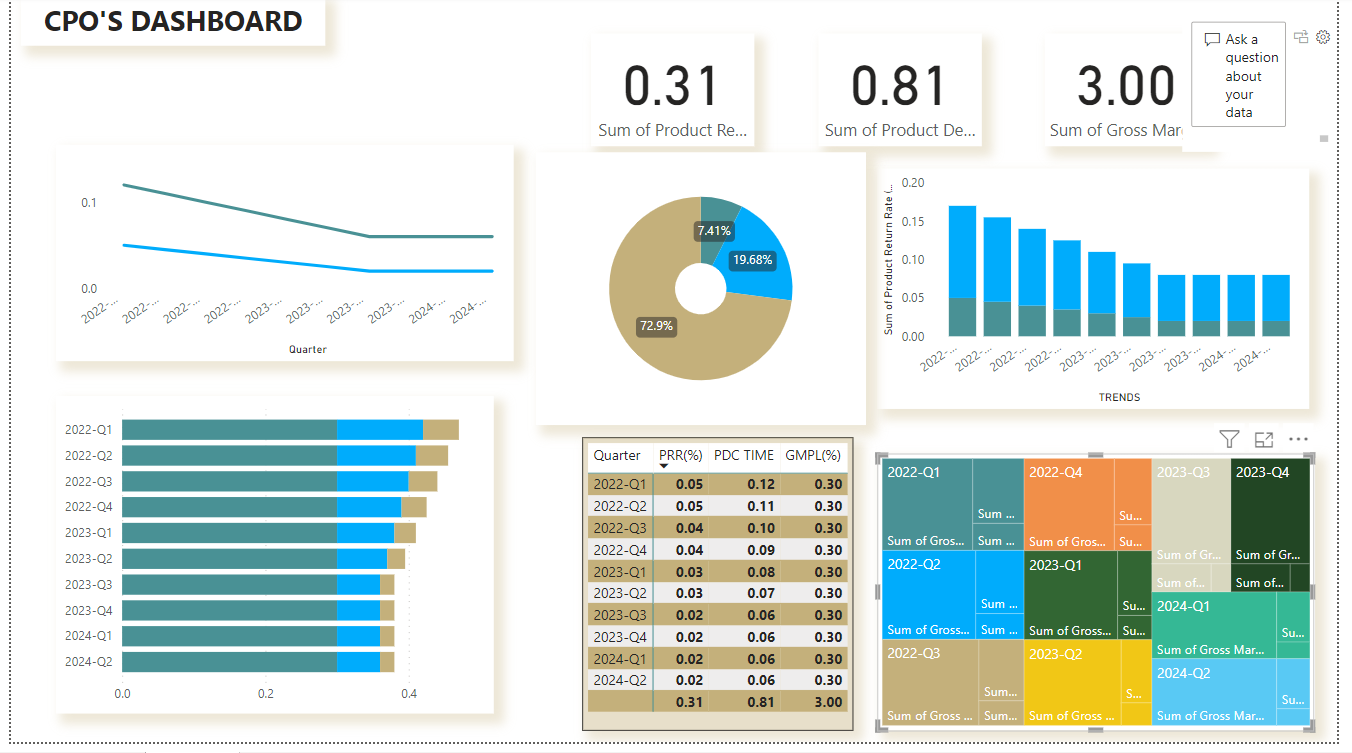 CPO'S DASHBOARD
0.31
Sum of Product Re...
0.81
Sum of Product De...
3.00
Sum of Gross Mar
Ask a
question
about
your
data
0.1
0.0
2022-... 2022-... 2022-... 2022-... 2023-... 2023-... 2023-... 2023-... 2024-... 2024-...
Quarter
7.41%
19.68%
72.9%
Sum of Product Return Rate (...
0.20
0.15
0.10
0.05
0.00
2022-... 2022-... 2022-... 2022-... 2023-... 2023-... 2023-... 2023-... 2024-... 2024-...
TRENDS
2022-Q1
2022-Q2
2022-Q3
2022-Q4
2023-Q1
2023-Q2
2023-Q3
2023-Q4
2024-Q1
2024-Q2
0.0 0.2 0.4
Quarter PRR(%) PDC TIME GMPL(%)
2022-Q1 0.05 0.12 0.30
2022-Q2 0.05 0.11 0.30
2022-Q3 0.04 0.10 0.30
2022-Q4 0.04 0.09 0.30
2023-Q1 0.03 0.08 0.30
2023-Q2 0.03 0.07 0.30
2023-Q3 0.02 0.06 0.30
2023-Q4 0.02 0.06 0.30
2024-Q1 0.02 0.06 0.30
2024-Q2 0.02 0.06 0.30
0.31 0.81 3.00
2022-Q1
Sum of Gros...
Sum ...
Sum ...
2022-Q2
Sum of Gross...
Sum ...
Sum ...
2022-Q3
Sum of Gross ...
Sum...
Sum...
2022-Q4
Sum of Gros...
Su...
Su...
2023-Q1
Sum of Gross...
Su...
Su...
2023-Q2
Sum of Gross ...
S...
2023-Q3
Sum of Gr...
Sum of...
2023-Q4
Sum of Gr...
Sum of...
2024-Q1
Sum of Gross Mar...
Su...
2024-Q2
Sum of Gross Mar...
Su...